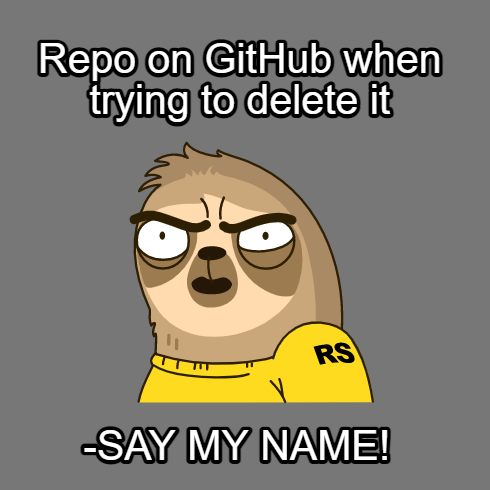 Repo on GitHub when
trying to delete it
RS
-SAY MY NAME!